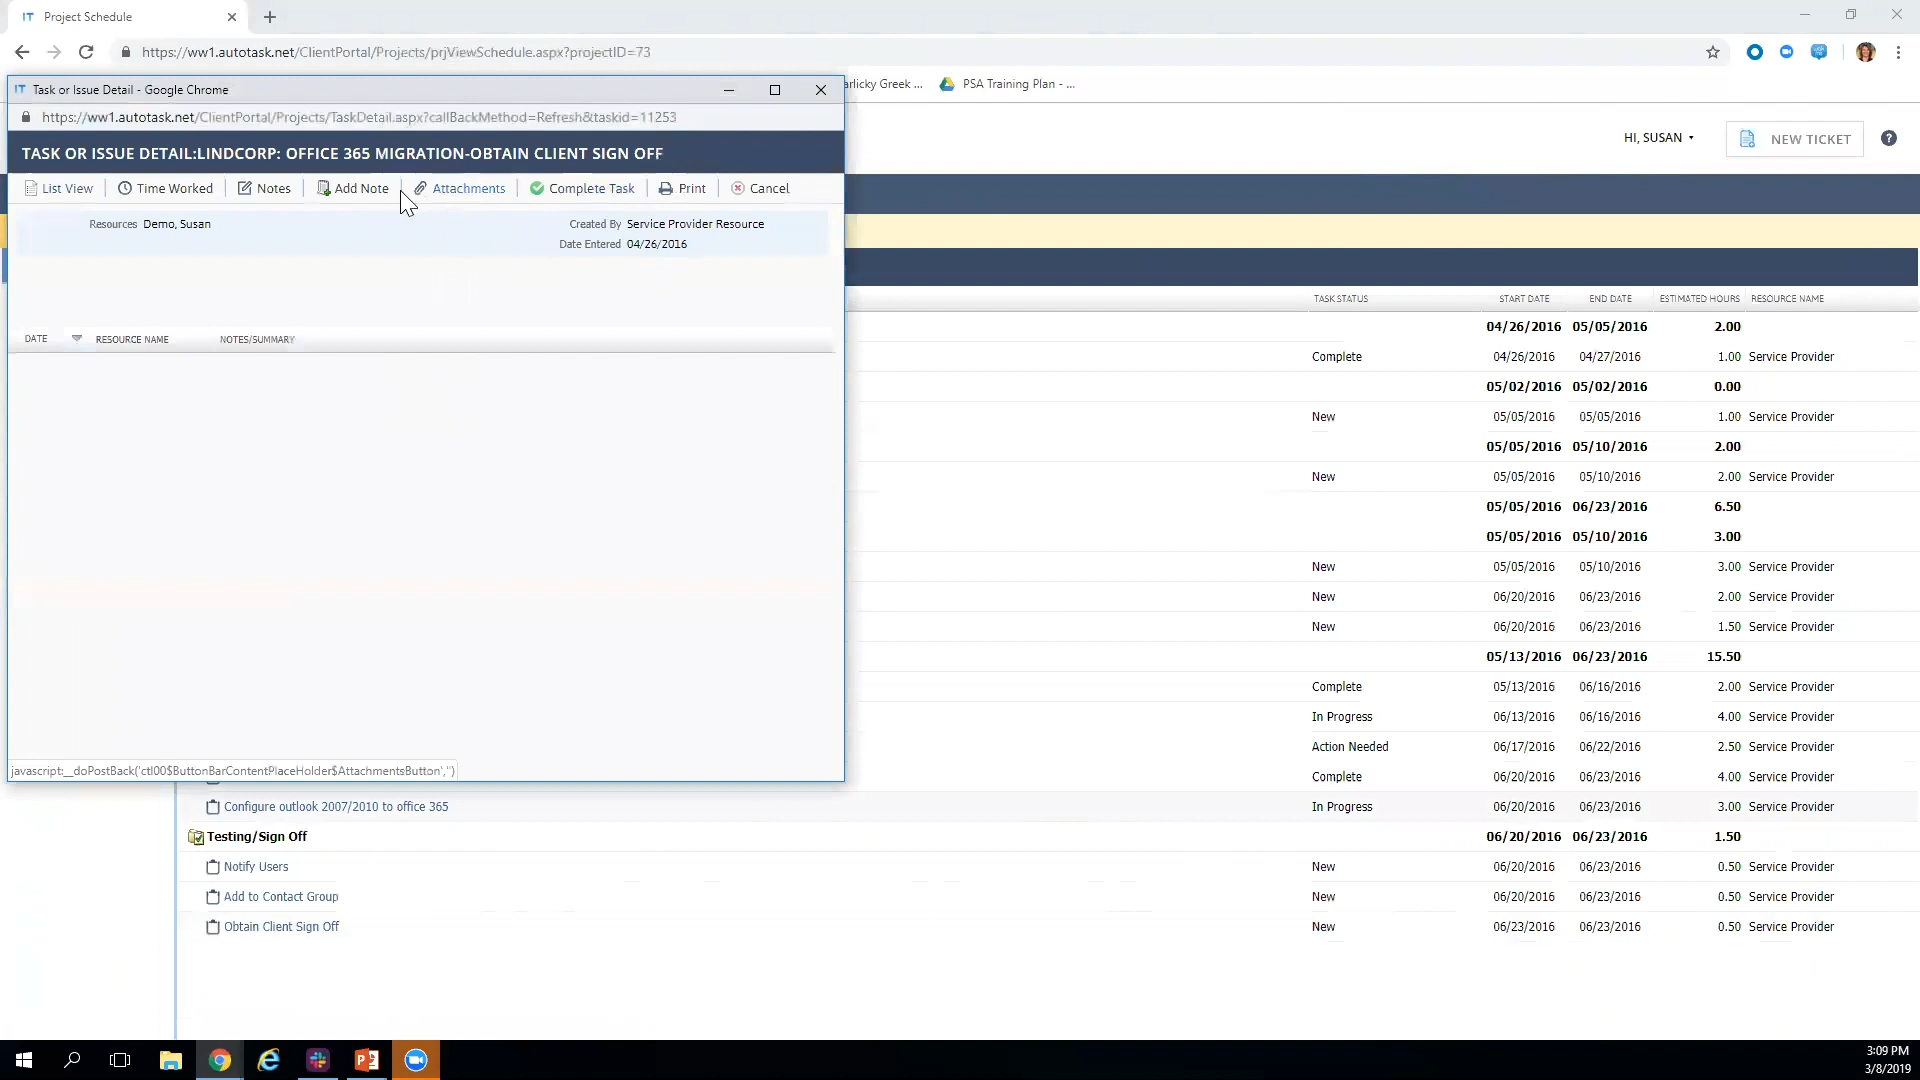 Project Schedule
https://ww1.autotask.net/ClientPortal/Projects/prjViewSchedule.aspx?projectID=73
arlicky Greek ... PSA Training Plan - ...
Task or Issue Detail - Google Chrome
https://ww1.autotask.net/ClientPortal/Projects/TaskDetail.aspx?callBackMethod=Refresh&taskid=11253
HI, SUSAN NEW TICKET
TASK OR ISSUE DETAIL:LINDCORP: OFFICE 365 MIGRATION-OBTAIN CLIENT SIGN OFF
List View Time Worked Notes Add Note Attachments Complete Task Print Cancel
Resources Demo, Susan Created By Service Provider Resource
Date Entered 04/26/2016
DATE RESOURCE NAME NOTES/SUMMARY
TASK STATUS START DATE END DATE ESTIMATED HOURS RESOURCE NAME
04/26/2016 05/05/2016 2.00
Complete 04/26/2016 04/27/2016 1.00 Service Provider
05/02/2016 05/02/2016 0.00
New 05/05/2016 05/05/2016 1.00 Service Provider
05/05/2016 05/10/2016 2.00
New 05/05/2016 05/10/2016 2.00 Service Provider
05/05/2016 06/23/2016 6.50
05/05/2016 05/10/2016 3.00
New 05/05/2016 05/10/2016 3.00 Service Provider
New 06/20/2016 06/23/2016 2.00 Service Provider
New 06/20/2016 06/23/2016 1.50 Service Provider
05/13/2016 06/23/2016 15.50
Complete 05/13/2016 06/16/2016 2.00 Service Provider
In Progress 06/13/2016 06/16/2016 4.00 Service Provider
Action Needed 06/17/2016 06/22/2016 2.50 Service Provider
Complete 06/20/2016 06/23/2016 4.00 Service Provider
javascript:__doPostBack('ctl00$ButtonBarContentPlaceHolder$AttachmentsButton','')
Configure outlook 2007/2010 to office 365 In Progress 06/20/2016 06/23/2016 3.00 Service Provider
Testing/Sign Off 06/20/2016 06/23/2016 1.50
Notify Users New 06/20/2016 06/23/2016 0.50 Service Provider
Add to Contact Group New 06/20/2016 06/23/2016 0.50 Service Provider
Obtain Client Sign Off New 06/23/2016 06/23/2016 0.50 Service Provider
3:09 PM
3/8/2019